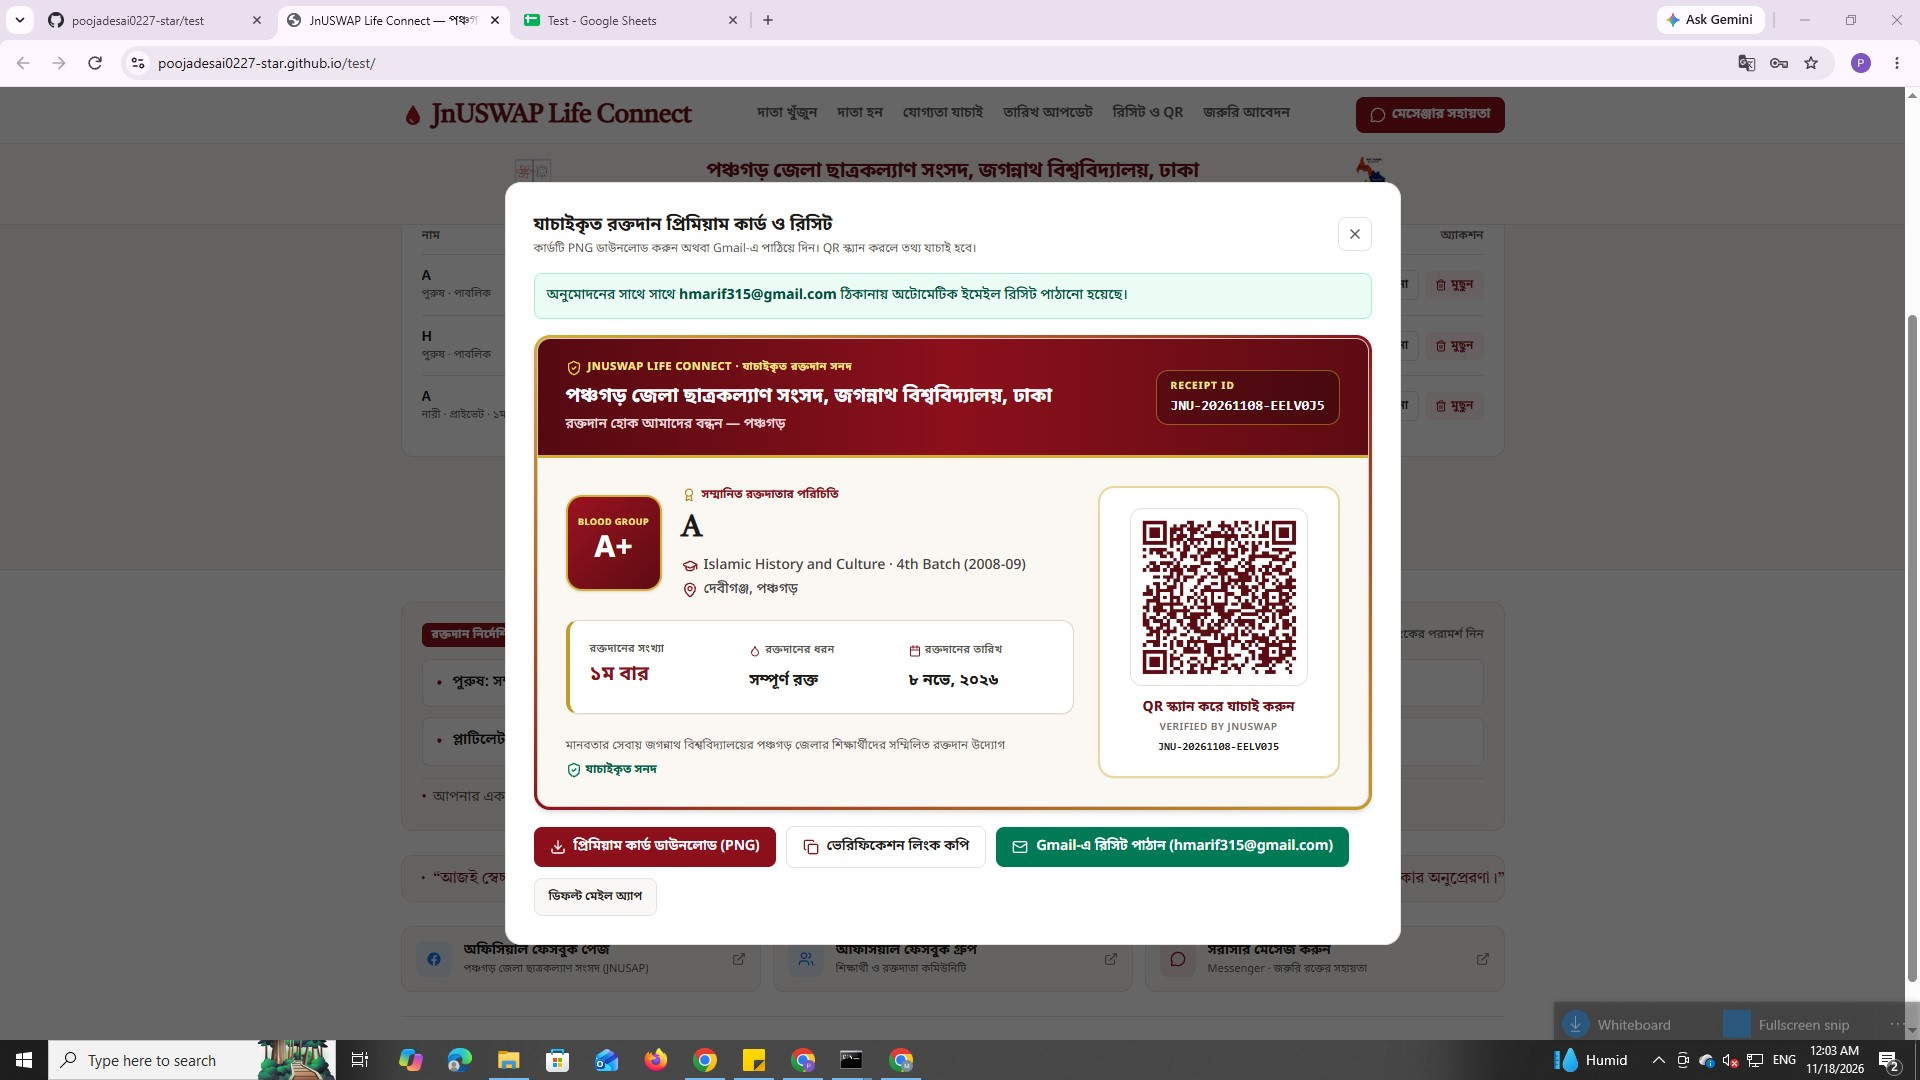 poojadesai0227-star/test
JnUSWAP Life Connect — পঞ্চগ
Test - Google Sheets
Ask Gemini
poojadesai0227-star.github.io/test/
P
JnUSWAP Life Connect
দাতা খুঁজুন
দাতা হন
যোগ্যতা যাচাই
তারিখ আপডেট
রিসিট ও QR
জরুরি আবেদন
মেসেঞ্জার সহায়তা
পঞ্চগড় জেলা ছাত্রকল্যাণ সংসদ, জগন্নাথ বিশ্ববিদ্যালয়, ঢাকা
নাম
অ্যাকশন
A
পুরুষ · পাবলিক
মুছুন
H
পুরুষ · পাবলিক
মুছুন
A
নারী · প্রাইভেট · ১ম
মুছুন
যাচাইকৃত রক্তদান প্রিমিয়াম কার্ড ও রিসিট
কার্ডটি PNG ডাউনলোড করুন অথবা Gmail-এ পাঠিয়ে দিন। QR স্ক্যান করলে তথ্য যাচাই হবে।
অনুমোদনের সাথে সাথে hmarif315@gmail.com ঠিকানায় অটোমেটিক ইমেইল রিসিট পাঠানো হয়েছে।
JNUSWAP LIFE CONNECT · যাচাইকৃত রক্তদান সনদ
পঞ্চগড় জেলা ছাত্রকল্যাণ সংসদ, জগন্নাথ বিশ্ববিদ্যালয়, ঢাকা
রক্তদান হোক আমাদের বন্ধন — পঞ্চগড়
RECEIPT ID
JNU-20261108-EELV0J5
BLOOD GROUP
A+
সম্মানিত রক্তদাতার পরিচিতি
A
Islamic History and Culture · 4th Batch (2008-09)
দেবীগঞ্জ, পঞ্চগড়
রক্তদানের সংখ্যা
১ম বার
রক্তদানের ধরন
সম্পূর্ণ রক্ত
রক্তদানের তারিখ
৮ নভে, ২০২৬
QR স্ক্যান করে যাচাই করুন
VERIFIED BY JNUSWAP
JNU-20261108-EELV0J5
মানবতার সেবায় জগন্নাথ বিশ্ববিদ্যালয়ের পঞ্চগড় জেলার শিক্ষার্থীদের সম্মিলিত রক্তদান উদ্যোগ
যাচাইকৃত সনদ
প্রিমিয়াম কার্ড ডাউনলোড (PNG)
ভেরিফিকেশন লিংক কপি
Gmail-এ রিসিট পাঠান (hmarif315@gmail.com)
ডিফল্ট মেইল অ্যাপ
রক্তদান নির্দেশি
পরামর্শ নিন
• পুরুষ:
• প্লাটিলেট
• আপনার এক
• “আজই স্বেচ
কার অনুপ্রেরণা।”
অফিসিয়াল ফেসবুক পেজ
পঞ্চগড় জেলা ছাত্রকল্যাণ সংসদ (JNUSAP)
অফিসিয়াল ফেসবুক গ্রুপ
শিক্ষার্থী ও রক্তদাতা কমিউনিটি
সরাসরি মেসেজ করুন
Messenger · জরুরি রক্তের সহায়তা
Whiteboard
Fullscreen snip
Type here to search
Humid
ENG
12:03 AM
11/18/2026
2